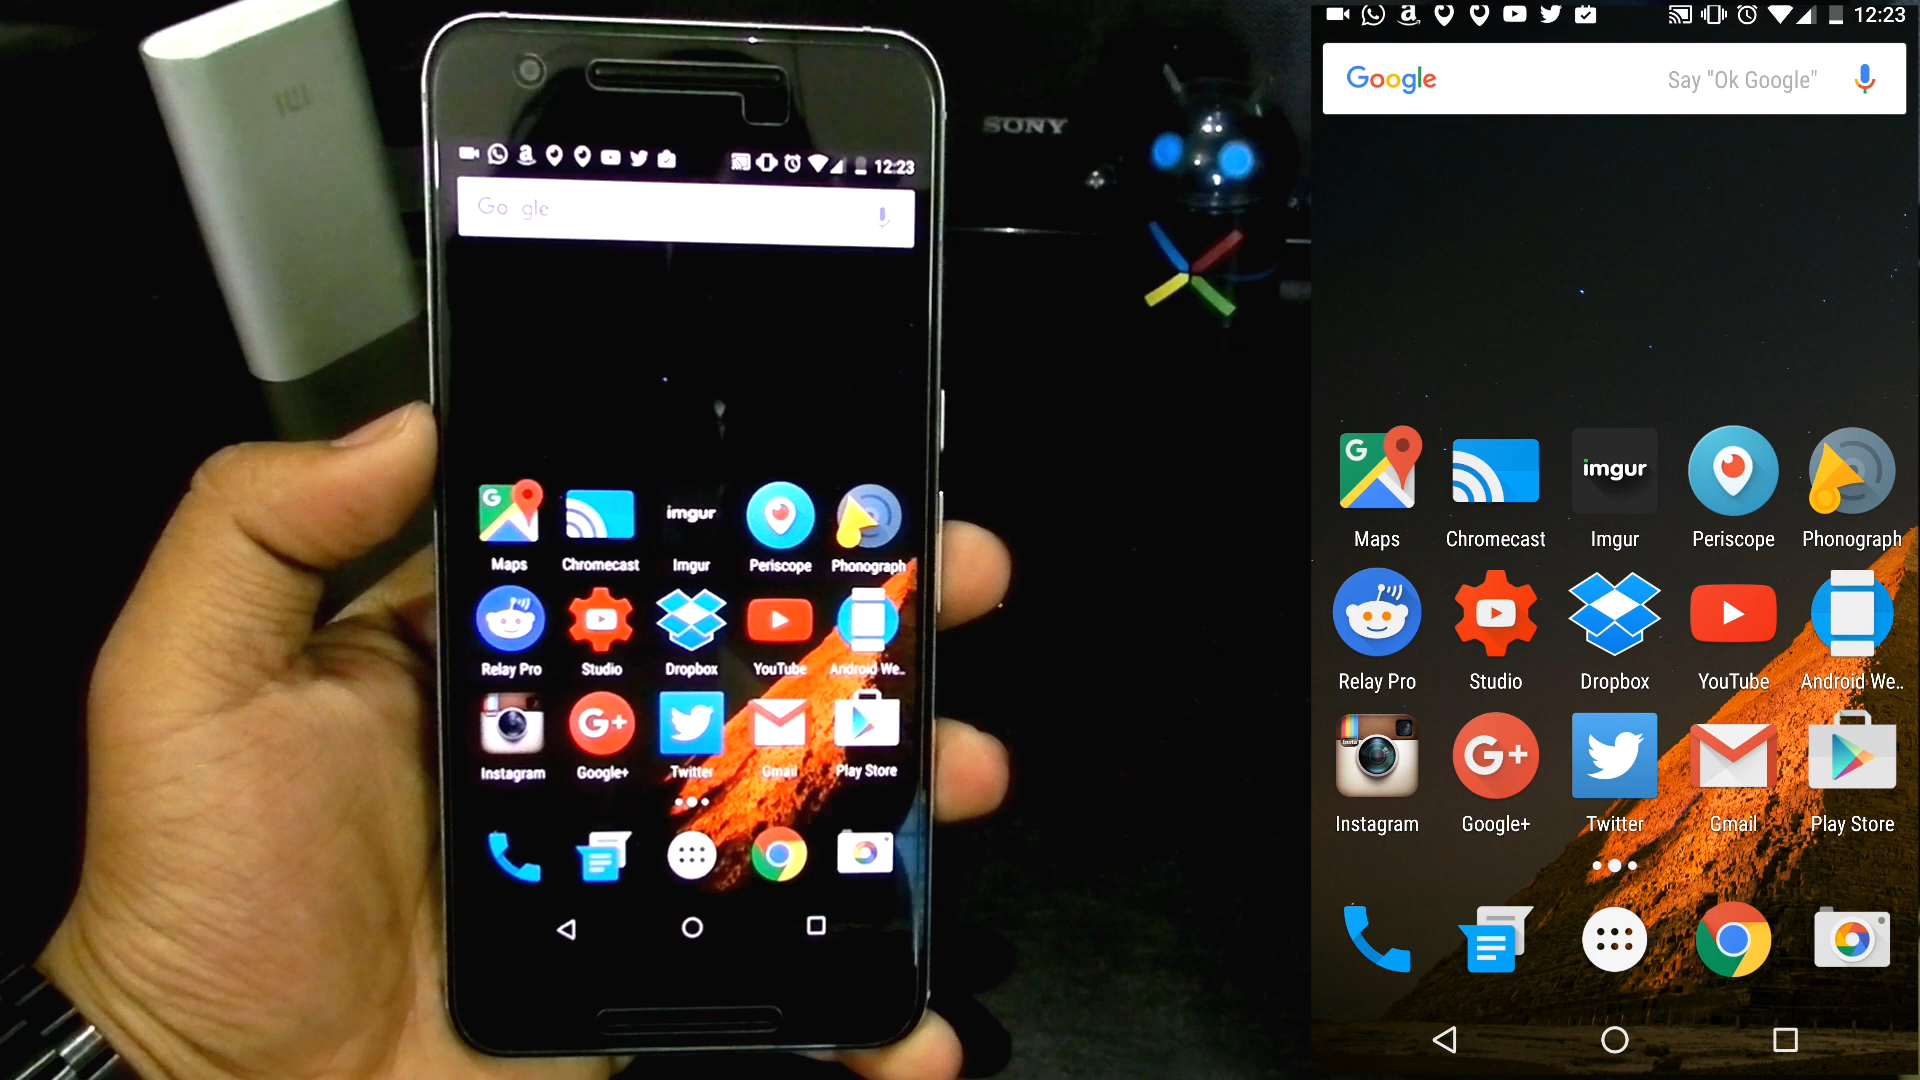 mi
SONY
12:23
Go gle
Maps Chromecast Imgur Periscope Phonograph
imgur
Relay Pro Studio Dropbox YouTube Android We..
Instagram Google+ Twitter Gmail Play Store
12:23
Google Say "Ok Google"
G
imgur
Maps Chromecast Imgur Periscope Phonograph
Relay Pro Studio Dropbox YouTube Android We..
Insta
G+
Instagram Google+ Twitter Gmail Play Store